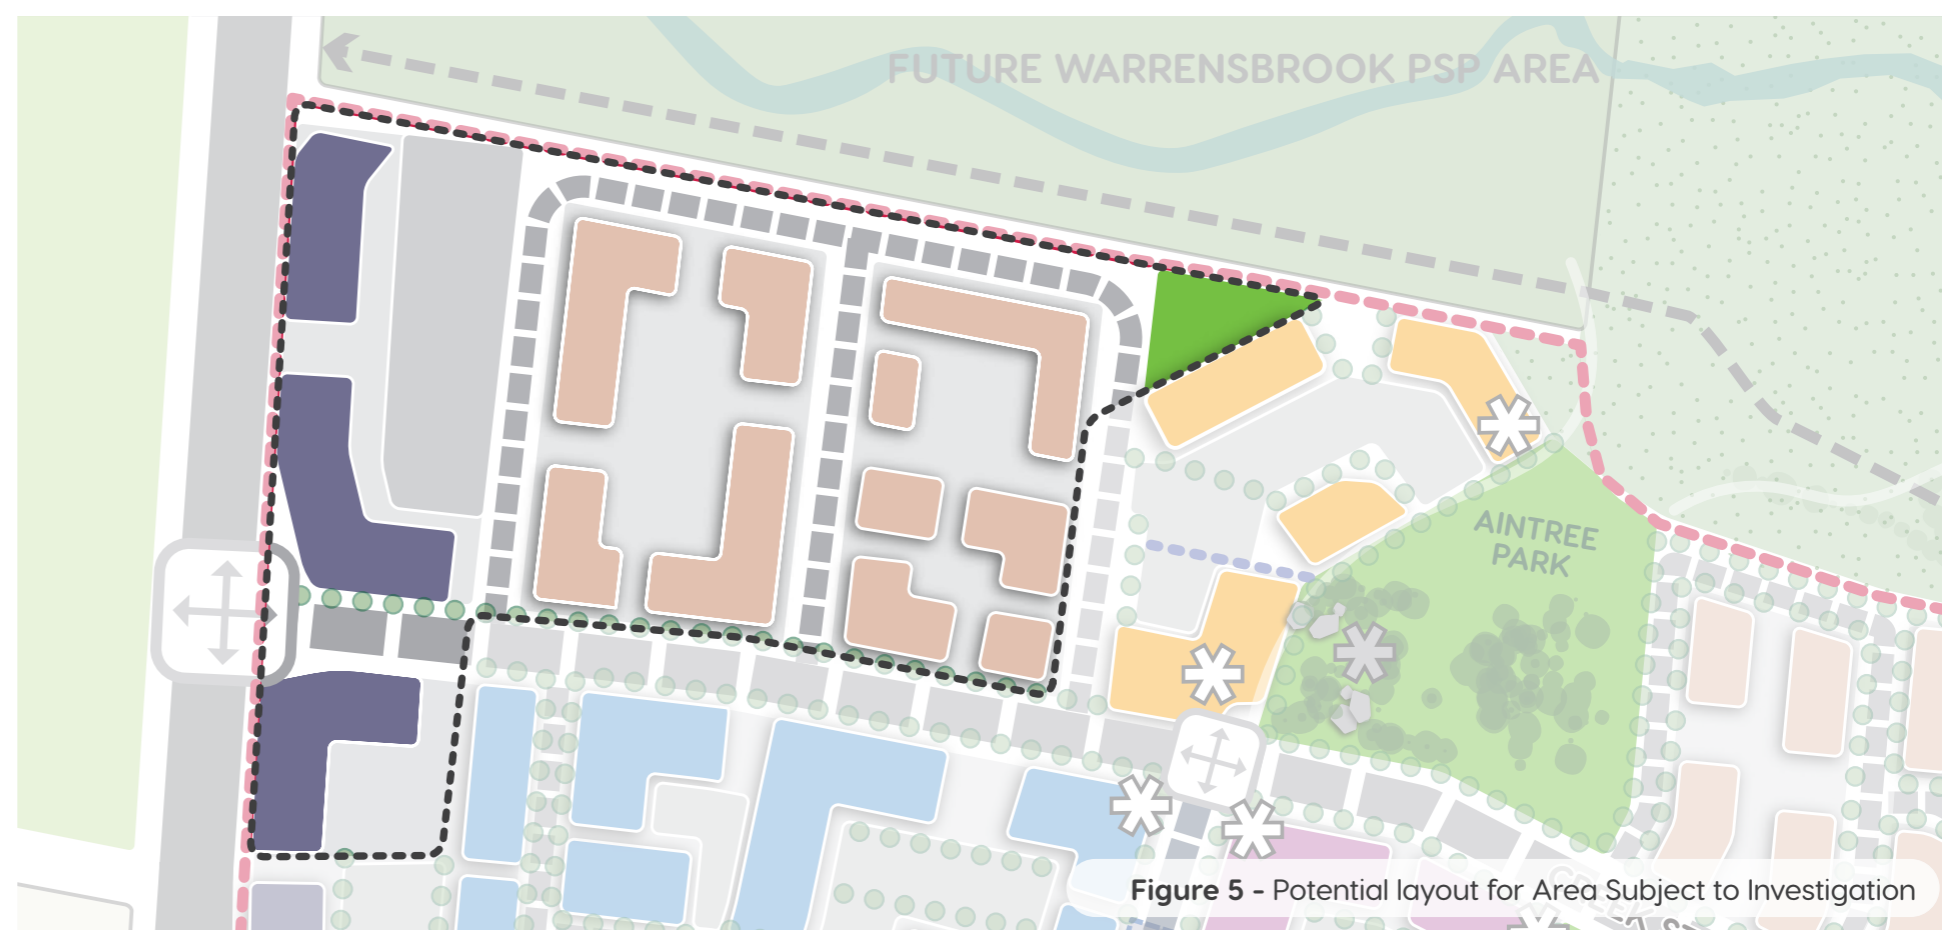 FUTURE WARRENSBROOK PSP AREA
AINTREE
PARK
Figure 5 - Potential layout for Area Subject to Investigation